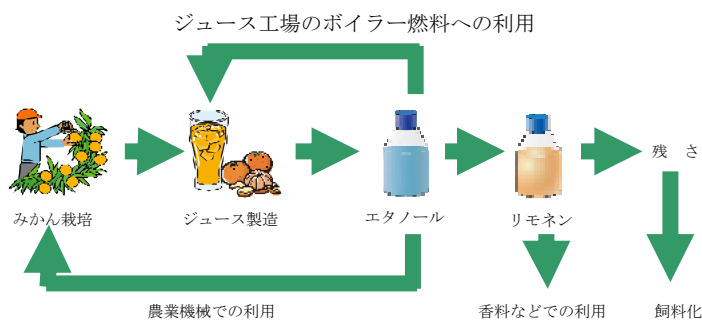 ジュース工場のボイラー燃料への利用
残　さ
みかん栽培
ジュース製造
エタノール
リモネン
農業機械での利用
香料などでの利用
飼料化